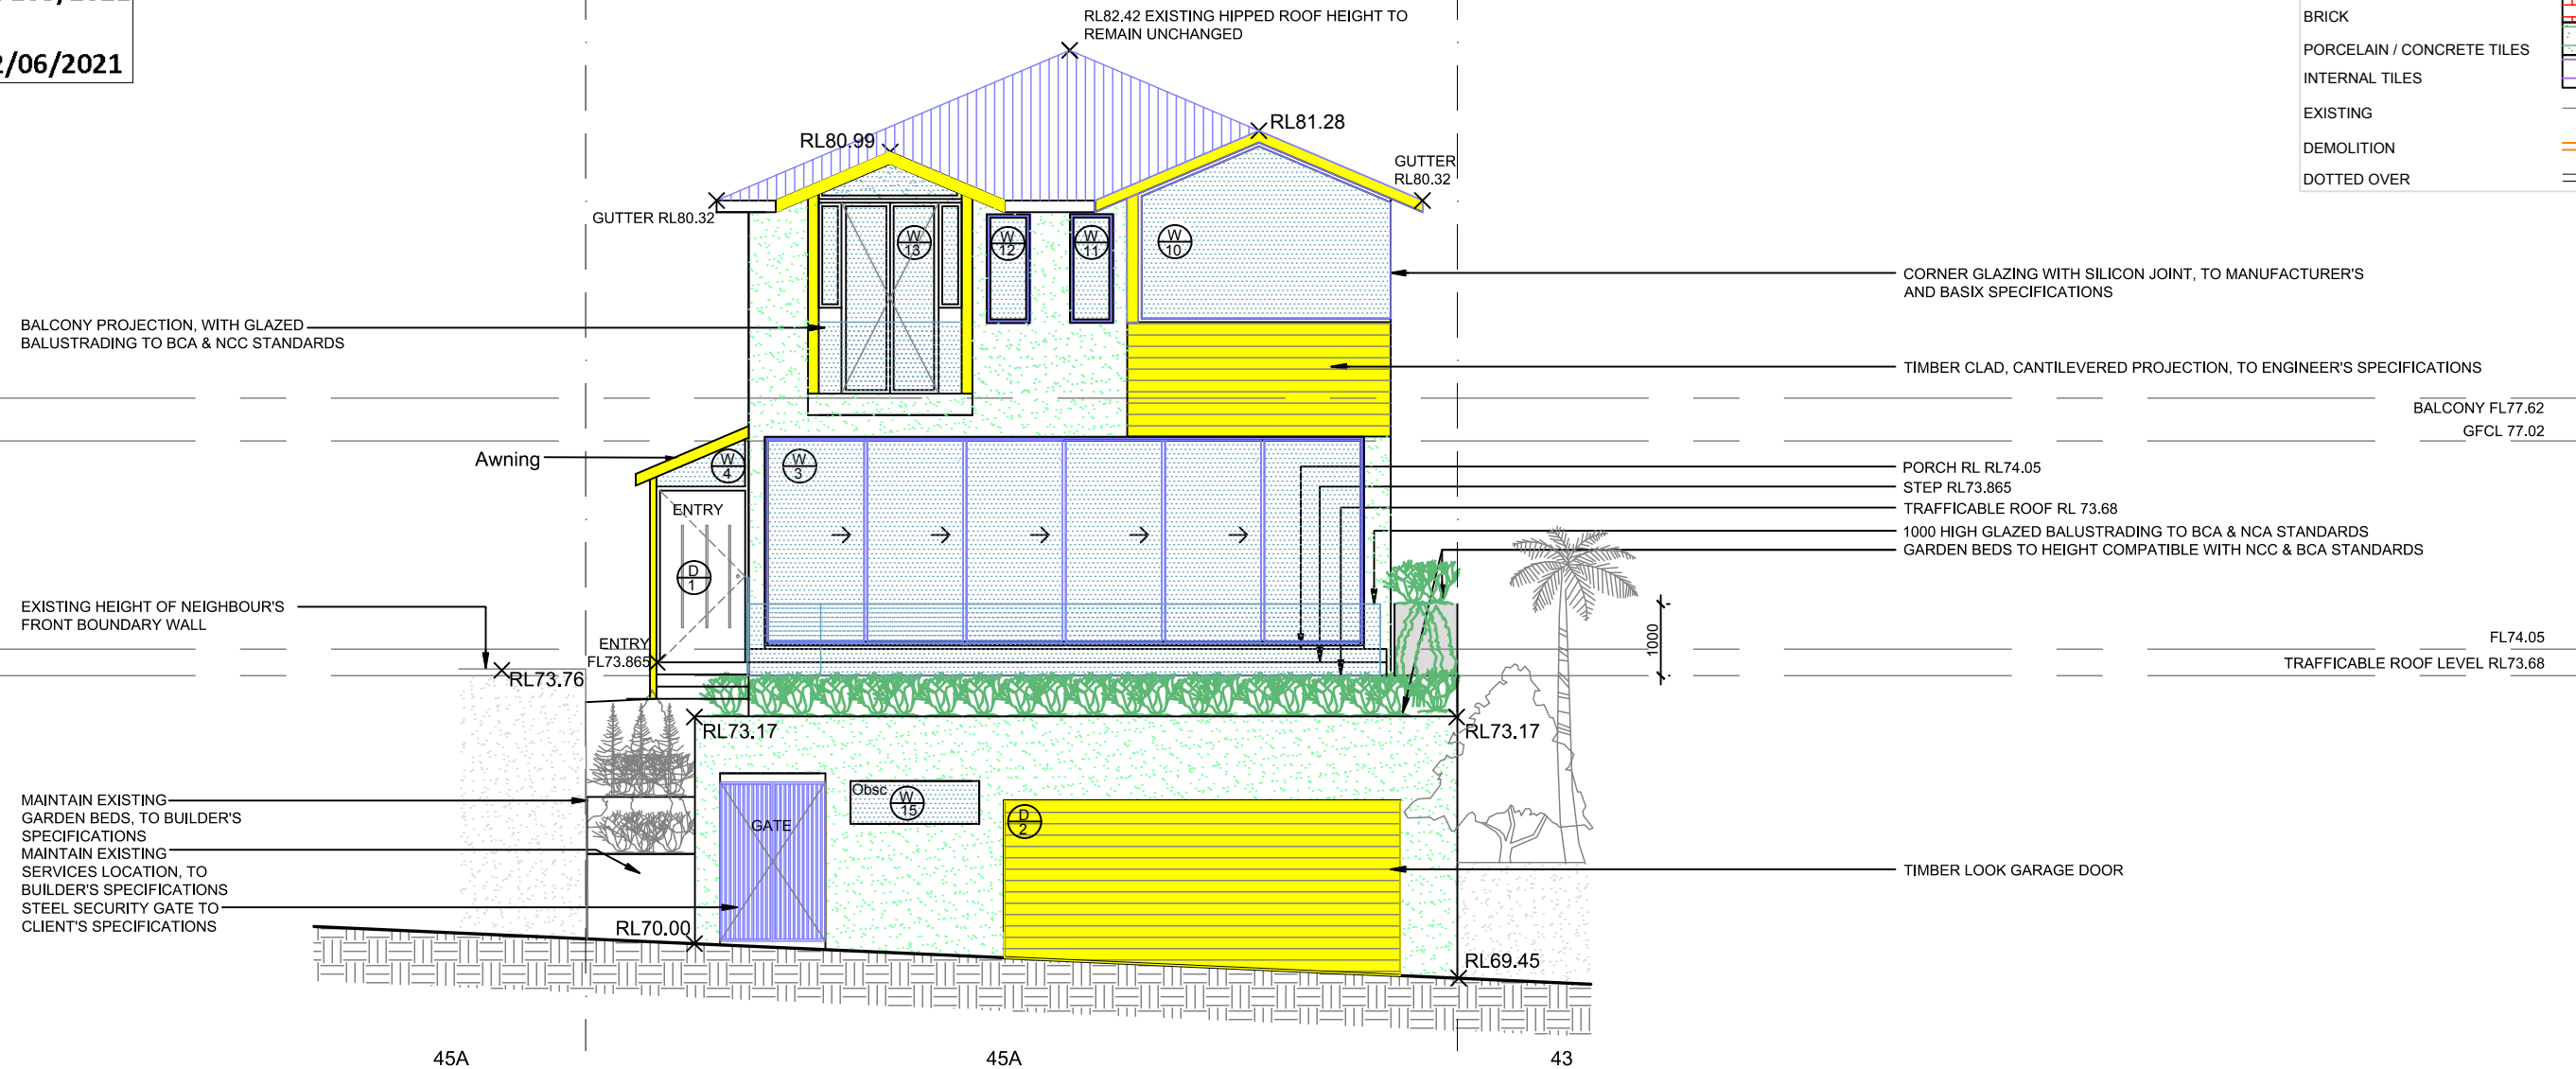 2/06/2021
RL82.42 EXISTING HIPPED ROOF HEIGHT TO
REMAIN UNCHANGED
BRICK
PORCELAIN / CONCRETE TILES
INTERNAL TILES
EXISTING
DEMOLITION
DOTTED OVER
RL80.99
RL81.28
GUTTER
RL80.32
GUTTER RL80.32
W
13
W
12
W
11
W
10
CORNER GLAZING WITH SILICON JOINT, TO MANUFACTURER'S
AND BASIX SPECIFICATIONS
BALCONY PROJECTION, WITH GLAZED
BALUSTRADING TO BCA & NCC STANDARDS
TIMBER CLAD, CANTILEVERED PROJECTION, TO ENGINEER'S SPECIFICATIONS
BALCONY FL77.62
GFCL 77.02
Awning
W
4
W
3
PORCH RL RL74.05
STEP RL73.865
TRAFFICABLE ROOF RL 73.68
1000 HIGH GLAZED BALUSTRADING TO BCA & NCA STANDARDS
GARDEN BEDS TO HEIGHT COMPATIBLE WITH NCC & BCA STANDARDS
ENTRY
D
1
EXISTING HEIGHT OF NEIGHBOUR'S
FRONT BOUNDARY WALL
1000
ENTRY
FL73.865
FL74.05
TRAFFICABLE ROOF LEVEL RL73.68
RL73.76
RL73.17
RL73.17
MAINTAIN EXISTING
GARDEN BEDS, TO BUILDER'S
SPECIFICATIONS
MAINTAIN EXISTING
SERVICES LOCATION, TO
BUILDER'S SPECIFICATIONS
STEEL SECURITY GATE TO
CLIENT'S SPECIFICATIONS
GATE
Obsc
W
15
D
2
TIMBER LOOK GARAGE DOOR
RL70.00
RL69.45
45A
45A
43